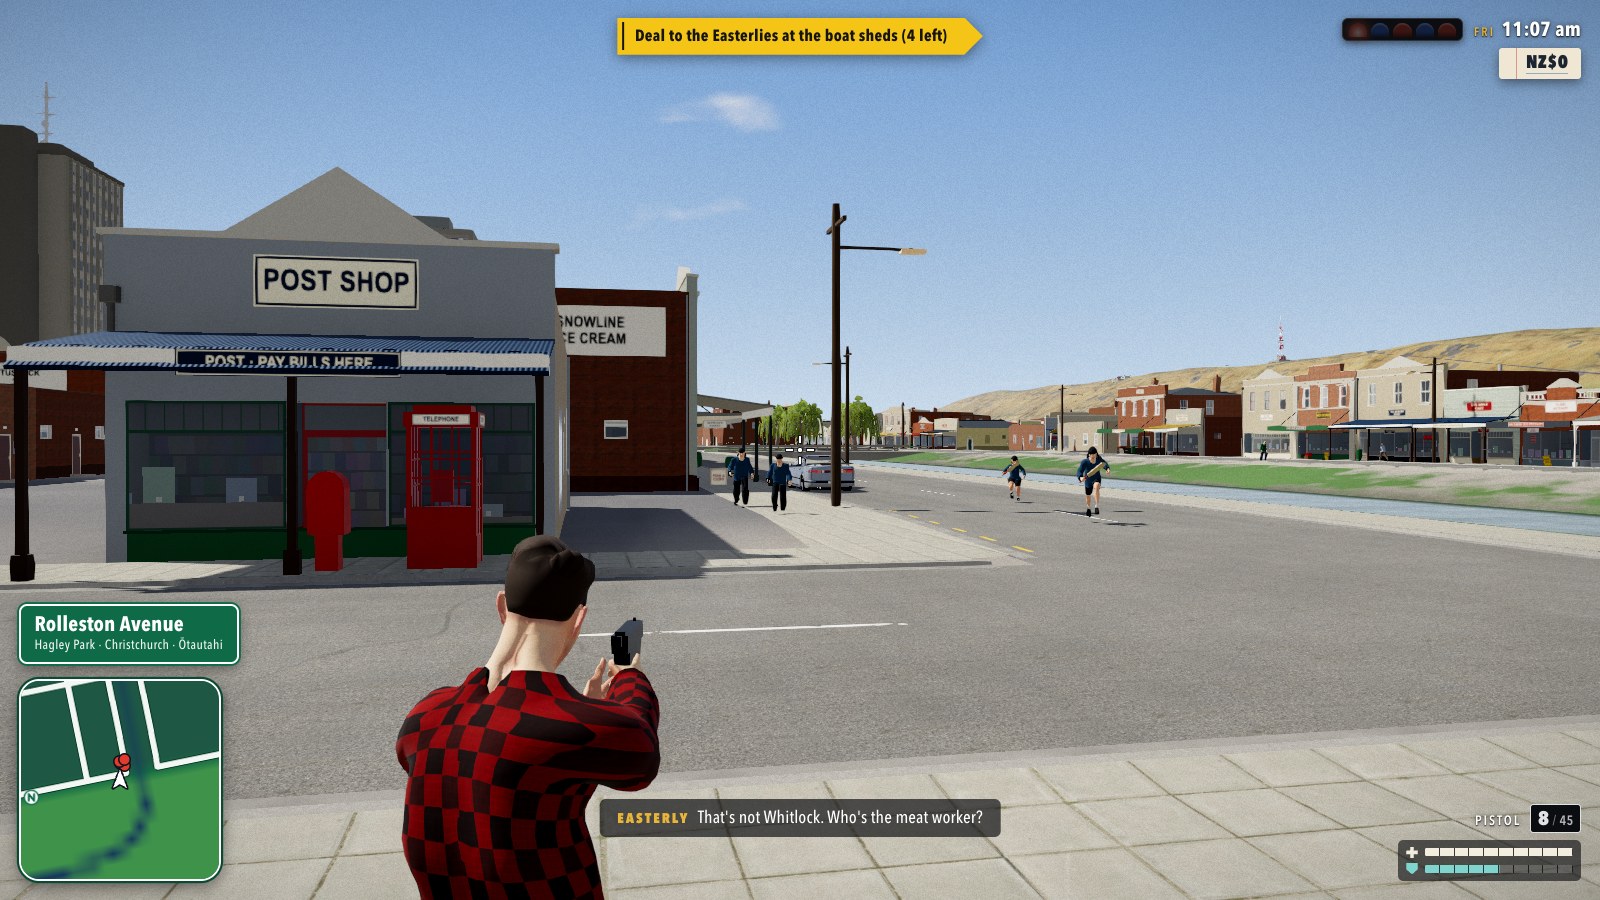 Deal to the Easterlies at the boat sheds (4 left)
FRI 11:07 am
NZ$0
POST SHOP
POST · PAY BILLS HERE
SNOWLINE
ICE CREAM
TELEPHONE
Rolleston Avenue
Hagley Park · Christchurch · Ōtautahi
N
EASTERLY That's not Whitlock. Who's the meat worker?
PISTOL 8 / 45